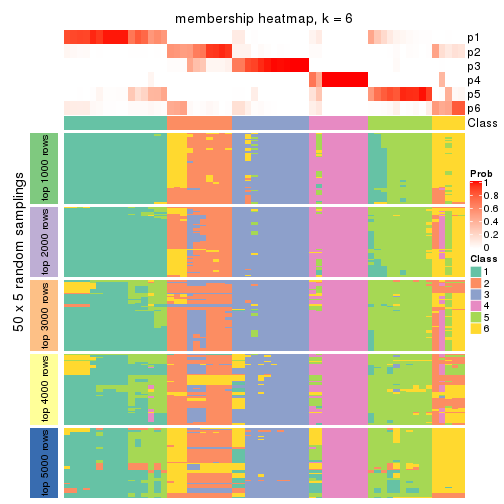 membership heatmap, k = 6
p1
p2
p3
p4
p5
p6
Class
50 x 5 random samplings
top 1000 rows
top 2000 rows
top 3000 rows
top 4000 rows
top 5000 rows
Prob
1
0.8
0.6
0.4
0.2
0
Class
1
2
3
4
5
6